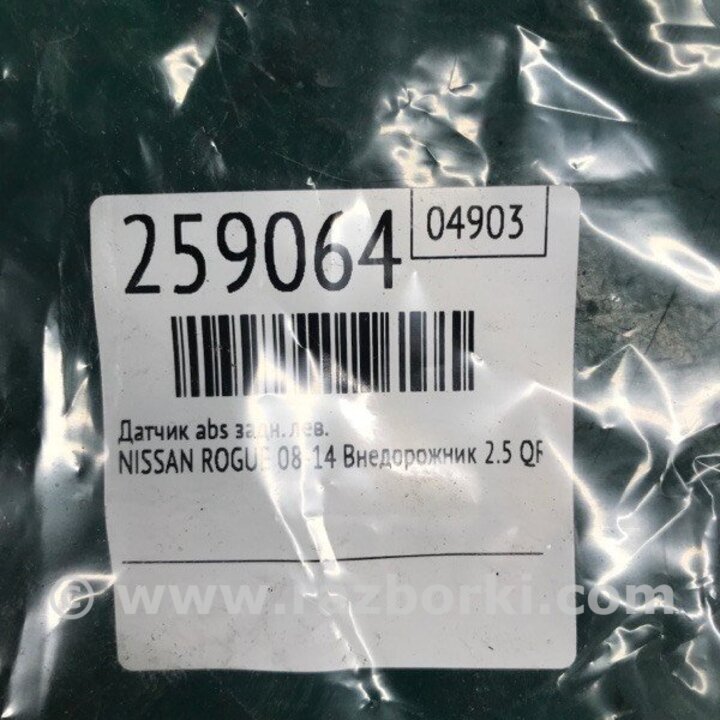 259064
04903
Датчик abs задн. лев.
NISSAN ROGUE 08-14 Внедорожник 2.5 QR
© www.razborki.com